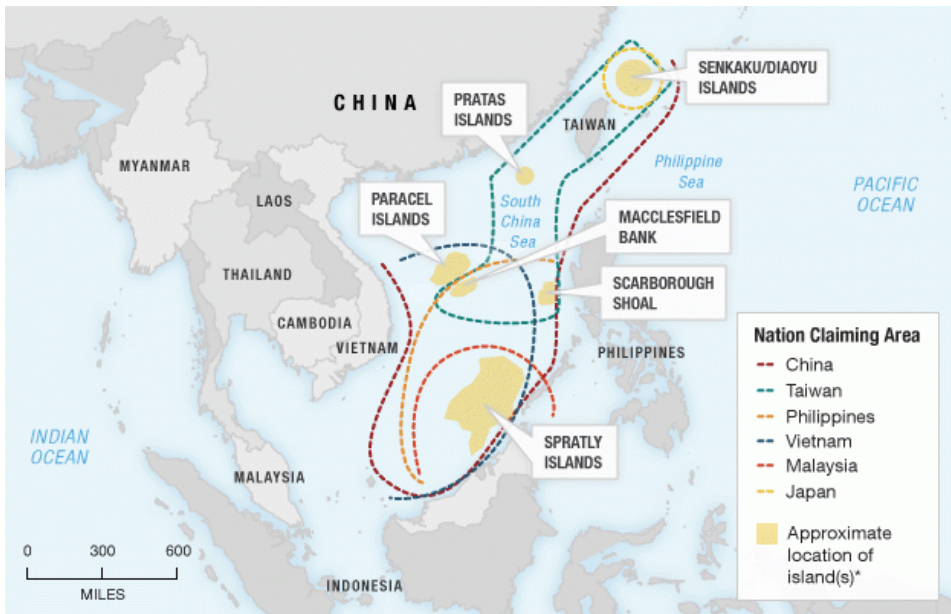 SENKAKU/DIAOYU
ISLANDS
CHINA
PRATAS
ISLANDS
TAIWAN
MYANMAR
Philippine
Sea
PACIFIC
OCEAN
LAOS
PARACEL
ISLANDS
South
China
Sea
MACCLESFIELD
BANK
THAILAND
SCARBOROUGH
SHOAL
CAMBODIA
VIETNAM
PHILIPPINES
Nation Claiming Area
China
Taiwan
Philippines
Vietnam
Malaysia
Japan
Approximate
location of
island(s)*
INDIAN
OCEAN
SPRATLY
ISLANDS
MALAYSIA
0 300 600
MILES
INDONESIA